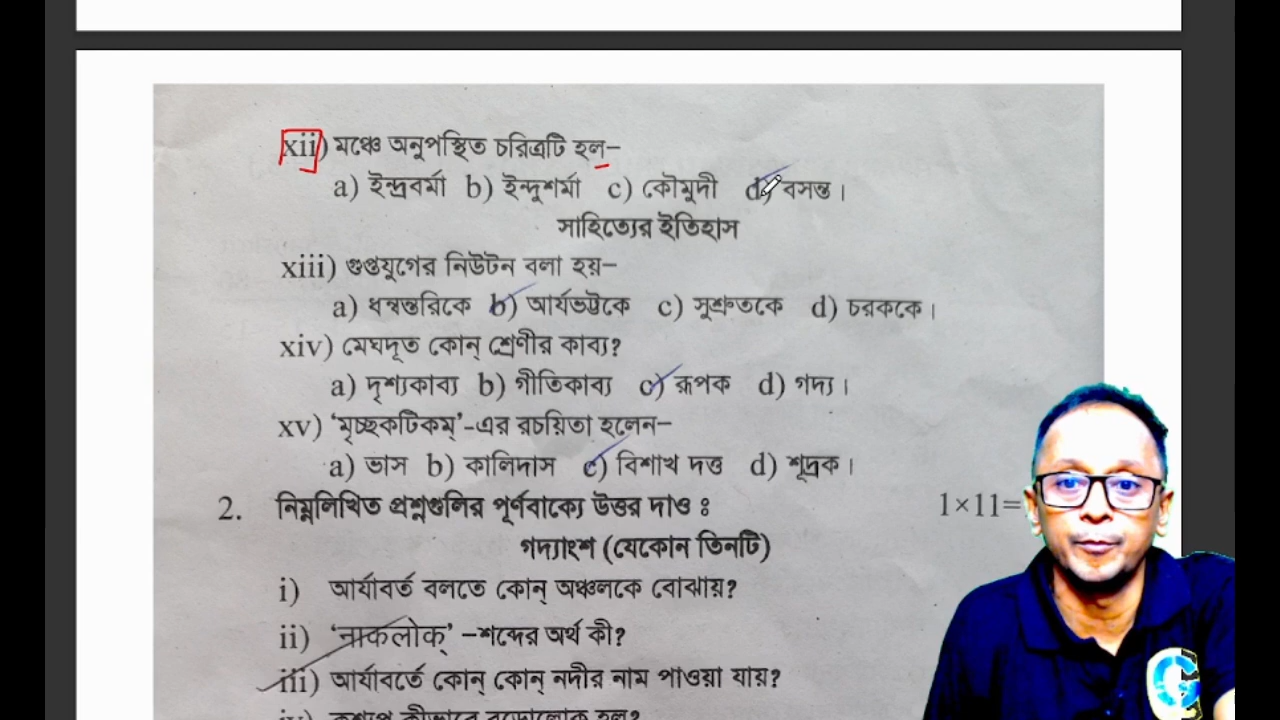 xii) মঞ্চে অনুপস্থিত চরিত্রটি হল–
a) ইন্দ্রবর্মা b) ইন্দুশর্মা c) কৌমুদী d) বসন্ত।
সাহিত্যের ইতিহাস
xiii) গুপ্তযুগের নিউটন বলা হয়–
a) ধন্বন্তরিকে b) আর্যভট্টকে c) সুশ্রুতকে d) চরককে।
xiv) মেঘদূত কোন্ শ্রেণীর কাব্য?
a) দৃশ্যকাব্য b) গীতিকাব্য c) রূপক d) গদ্য।
xv) ‘মৃচ্ছকটিকম্’-এর রচয়িতা হলেন–
a) ভাস b) কালিদাস c) বিশাখ দত্ত d) শূদ্রক।
2. নিম্নলিখিত প্রশ্নগুলির পূর্ণবাক্যে উত্তর দাও : 1×11=
গদ্যাংশ (যেকোন তিনটি)
i) আর্যাবর্ত বলতে কোন্ অঞ্চলকে বোঝায়?
ii) ‘নাকলোক্’ –শব্দের অর্থ কী?
iii) আর্যাবর্তে কোন্ কোন্ নদীর নাম পাওয়া যায়?